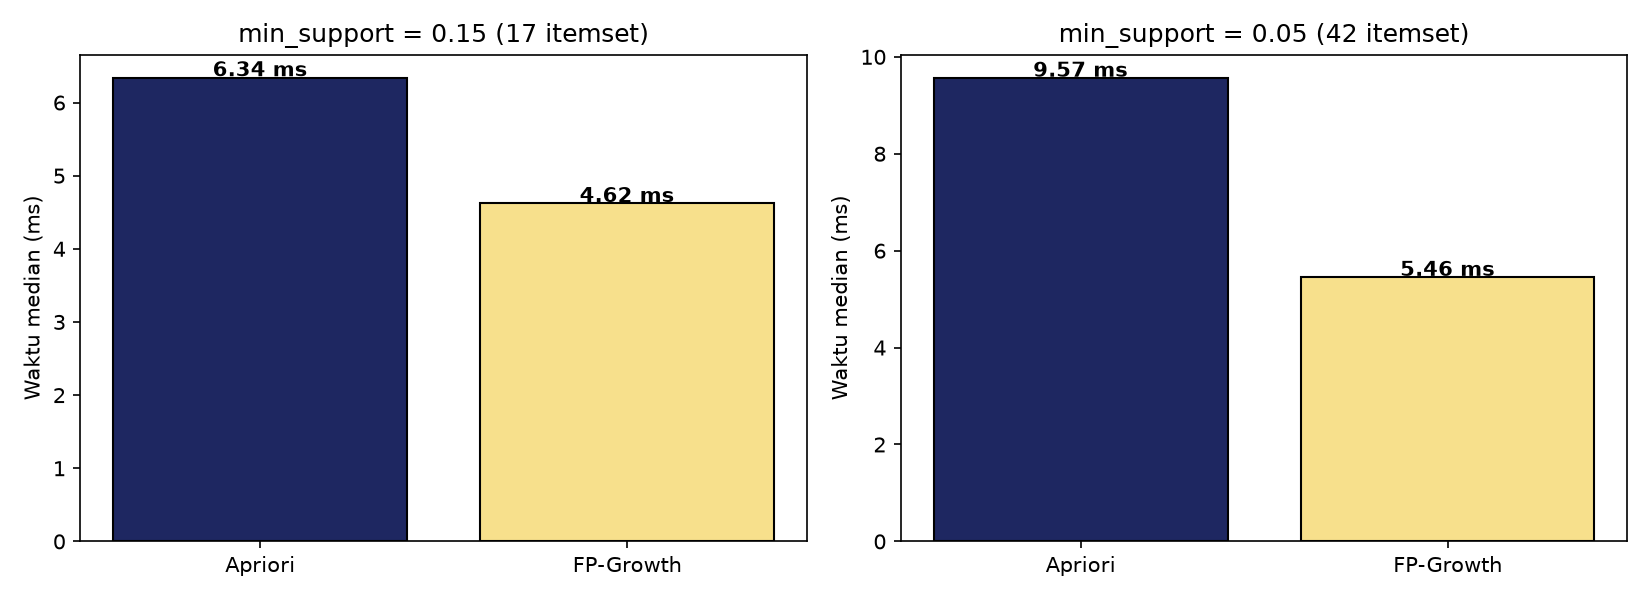 min_support = 0.15 (17 itemset)
Waktu median (ms)
6
5
4
3
2
1
0
6.34 ms
4.62 ms
Apriori
FP-Growth
min_support = 0.05 (42 itemset)
Waktu median (ms)
10
8
6
4
2
0
9.57 ms
5.46 ms
Apriori
FP-Growth